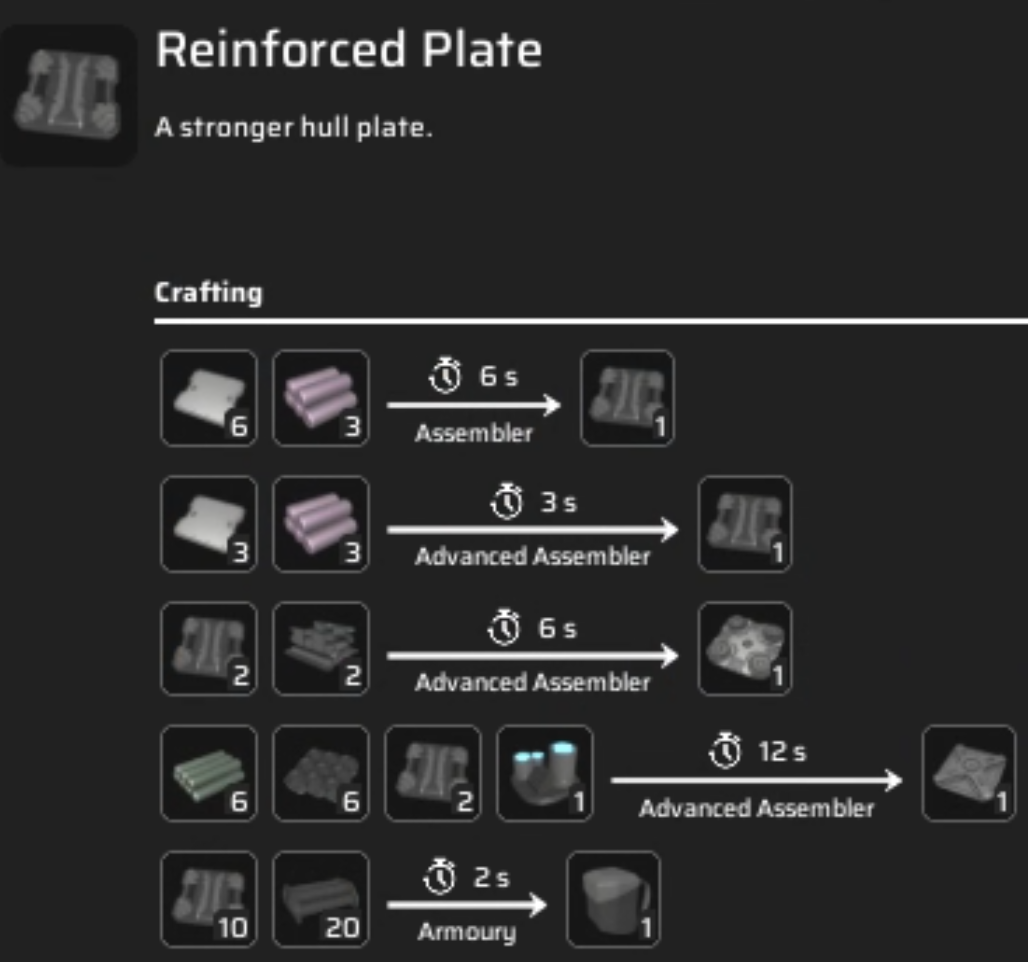 Reinforced Plate
A stronger hull plate.
Crafting
6 3 6 s 1
Assembler
3 3 3 s 1
Advanced Assembler
2 2 6 s 1
Advanced Assembler
6 6 2 1 12 s 1
Advanced Assembler
10 20 2 s 1
Armoury